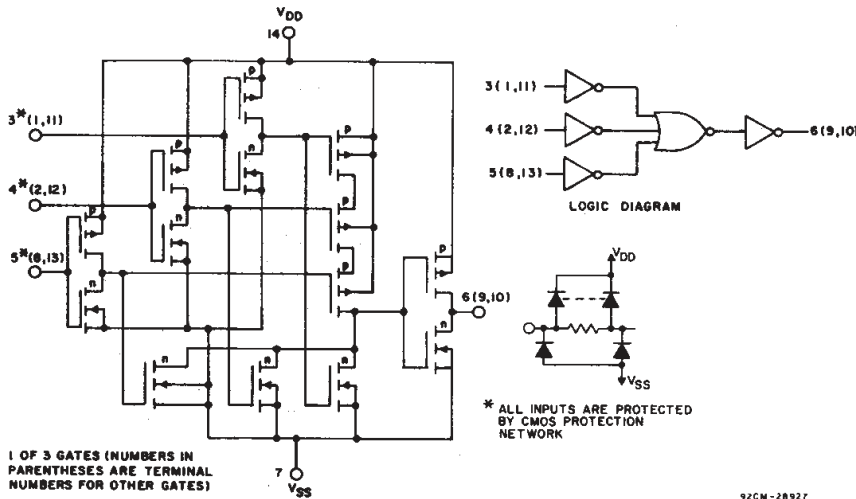 VDD
14
p
p
n
3*(1,11)
p
p
4*(2,12)
n
p
p
5*(8,13)
n
p
p
6(9,10)
n
n
n
n
7
VSS
1 OF 3 GATES (NUMBERS IN
PARENTHESES ARE TERMINAL
NUMBERS FOR OTHER GATES)
3(1,11)
4(2,12)
5(8,13)
6(9,10)
LOGIC DIAGRAM
VDD
VSS
* ALL INPUTS ARE PROTECTED
BY CMOS PROTECTION
NETWORK
92CM-28927